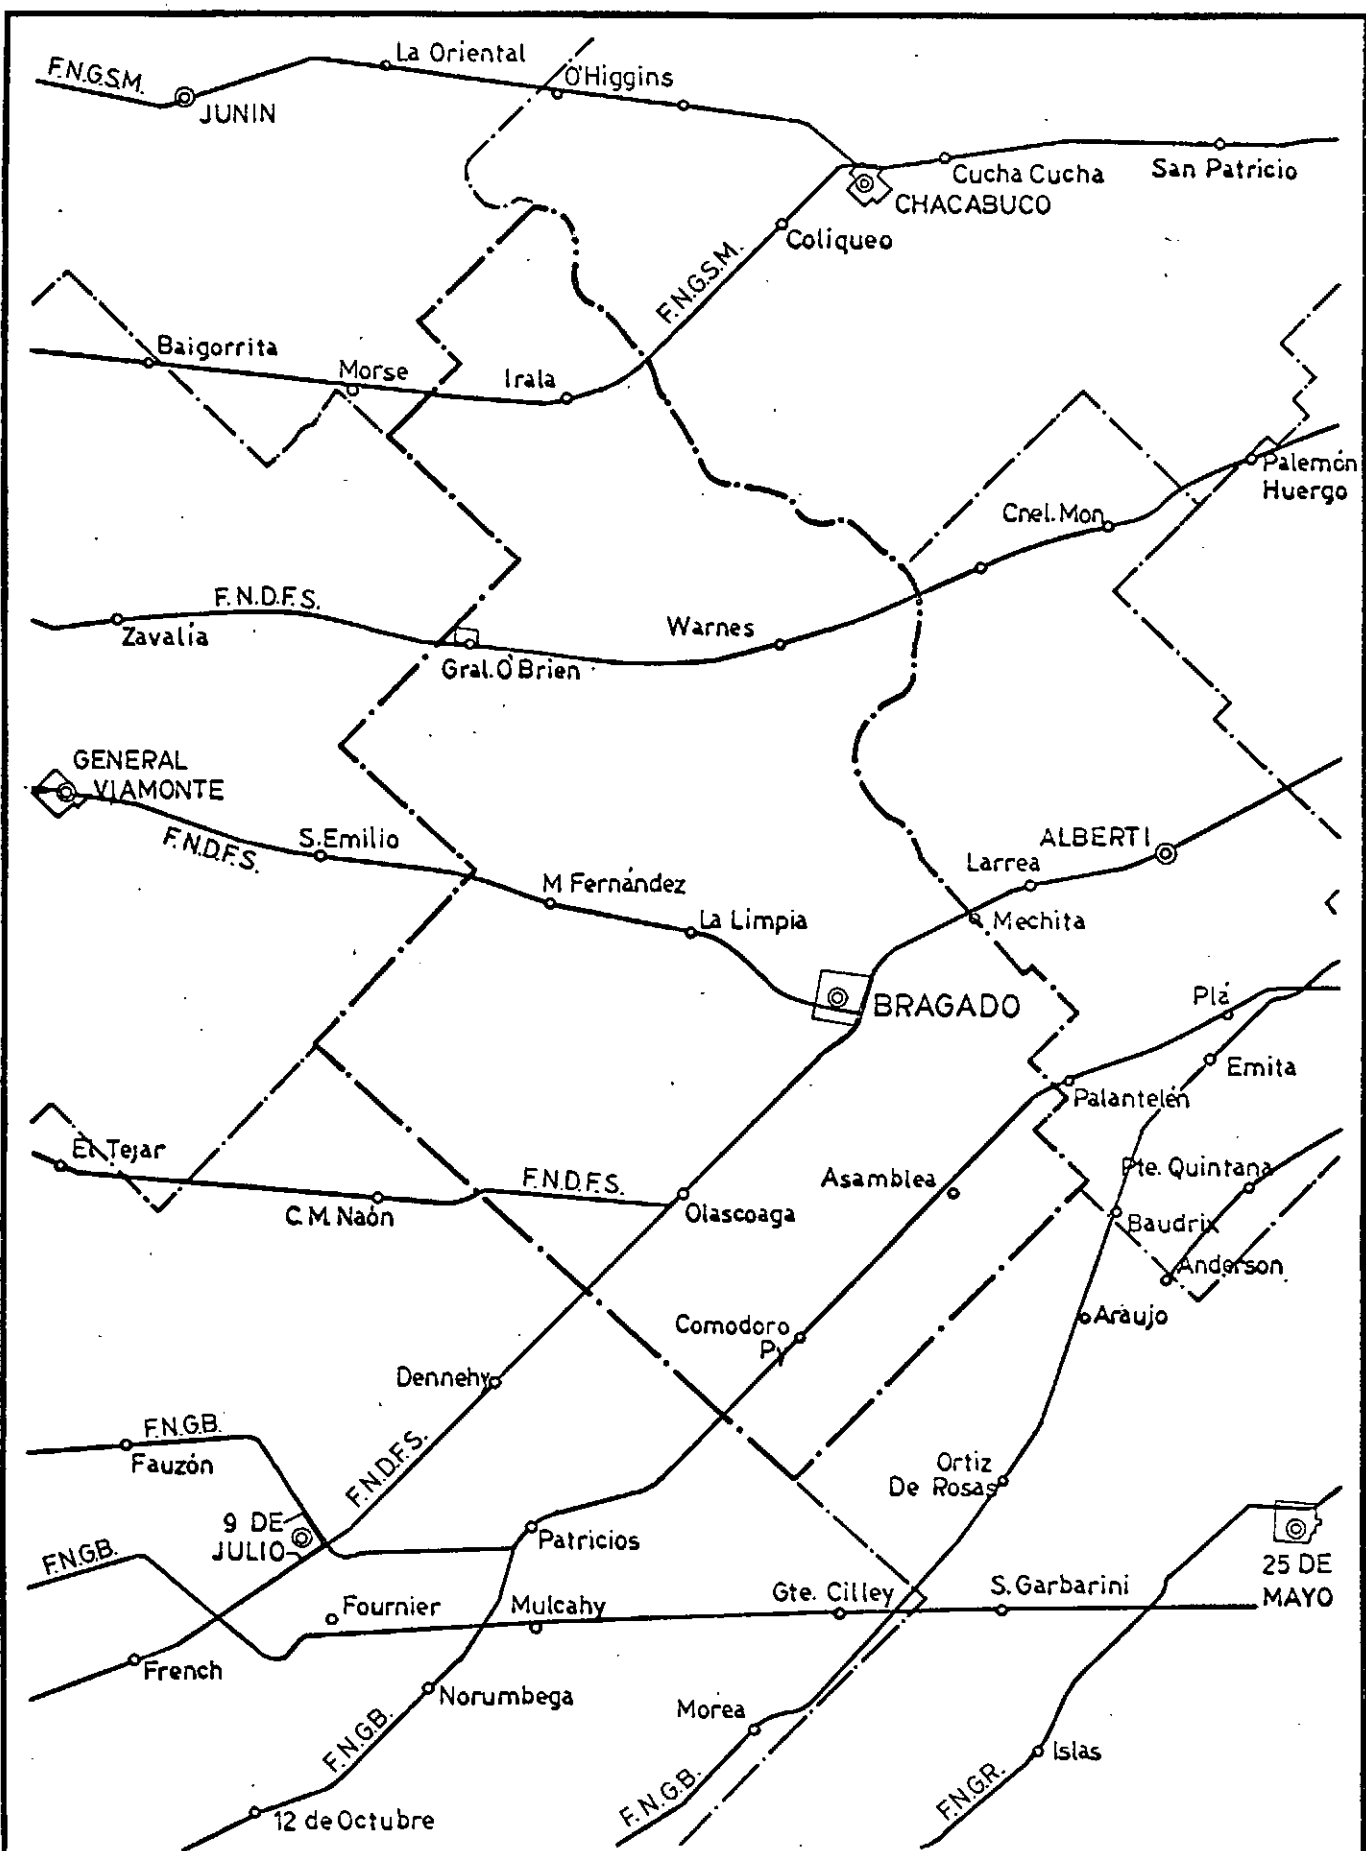 La Oriental
F.N.G.S.M.
O'Higgins
JUNIN
Cucha Cucha
San Patricio
CHACABUCO
Coliqueo
F.N.G.S.M.
Baigorrita
Morse
Irala
Palemón
Huergo
Cnel. Mon
F.N.D.F.S.
Zavalía
Warnes
Gral. O'Brien
GENERAL
VIAMONTE
F.N.D.F.S.
S. Emilio
ALBERTI
Larrea
M Fernández
La Limpia
Mechita
BRAGADO
Plá
Emita
Palantelén
El Tejar
F.N.D.F.S.
Asamblea
Pte. Quintana
C.M. Naón
Olascoaga
Baudrix
Anderson
Araujo
Comodoro
Py
Dennehy
F.N.G.B.
Fauzón
F.N.D.F.S.
Ortiz
De Rosas
9 DE
JULIO
Patricios
F.N.G.B.
25 DE
MAYO
Fournier
Mulcahy
Gte. Cilley
S. Garbarini
French
Norumbega
Morea
F.N.G.B.
Islas
F.N.G.B.
F.N.G.R.
12 de Octubre